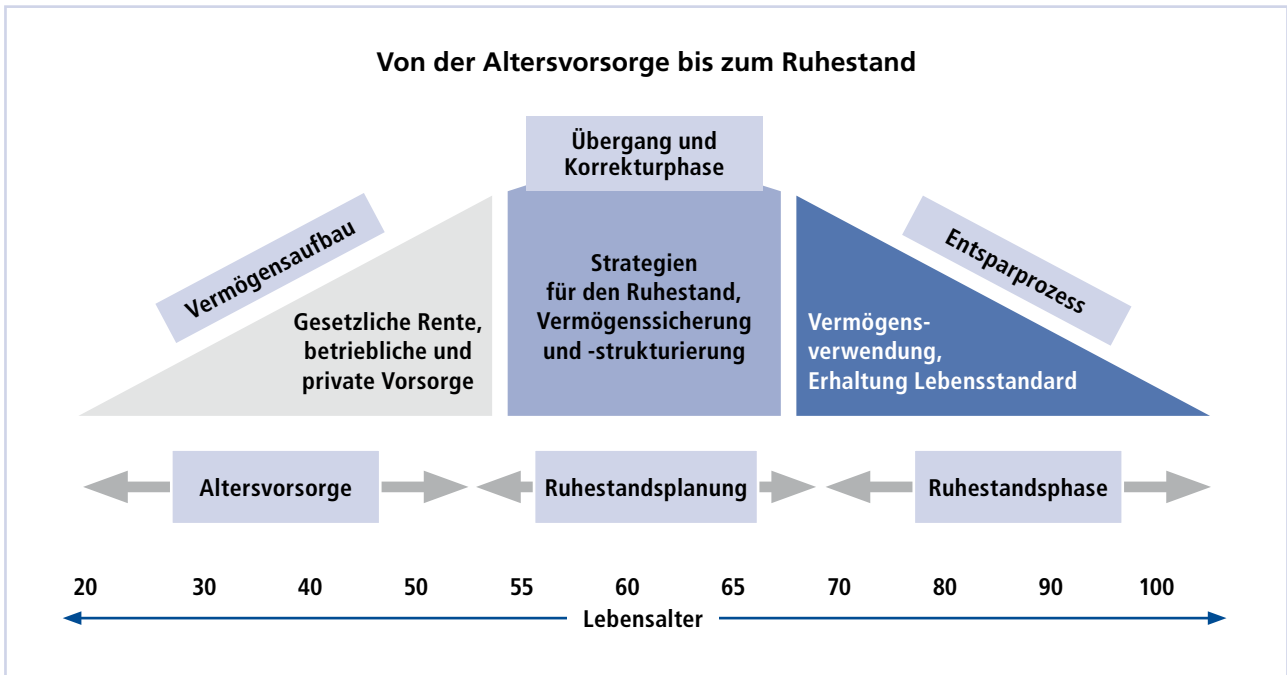 Von der Altersvorsorge bis zum Ruhestand
Übergang und
Korrekturphase
Vermögensaufbau
Gesetzliche Rente,
betriebliche und
private Vorsorge
Strategien
für den Ruhestand,
Vermögenssicherung
und -strukturierung
Entsparprozess
Vermögens-
verwendung,
Erhaltung Lebensstandard
Altersvorsorge
Ruhestandsplanung
Ruhestandsphase
20 30 40 50 55 60 65 70 80 90 100
Lebensalter